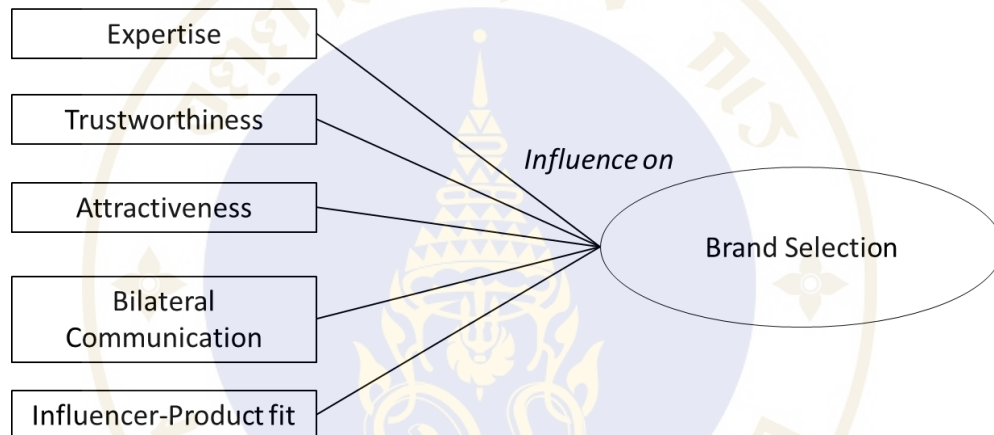 Expertise
Trustworthiness
Influence on
Attractiveness
Brand Selection
Bilateral
Communication
Influencer-Product fit